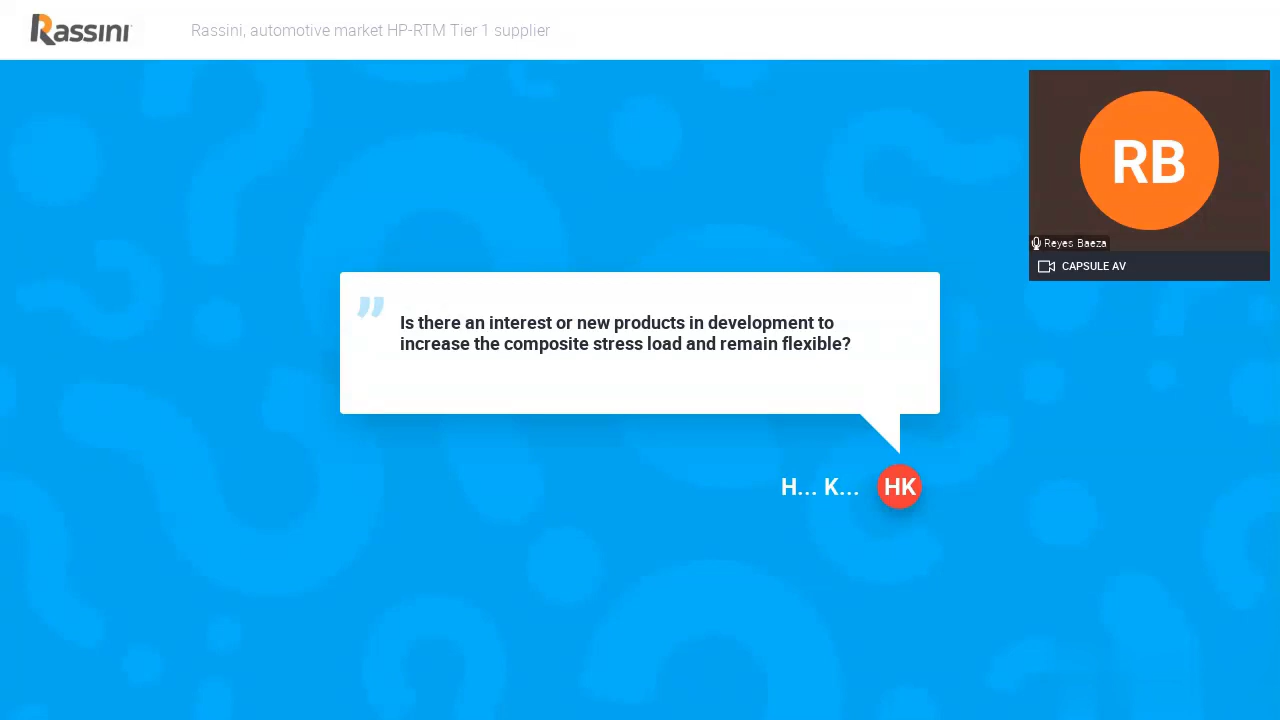 Rassini
Rassini, automotive market HP-RTM Tier 1 supplier
RB
Reyes Baeza
CAPSULE AV
Is there an interest or new products in development to
increase the composite stress load and remain flexible?
H... K...
HK